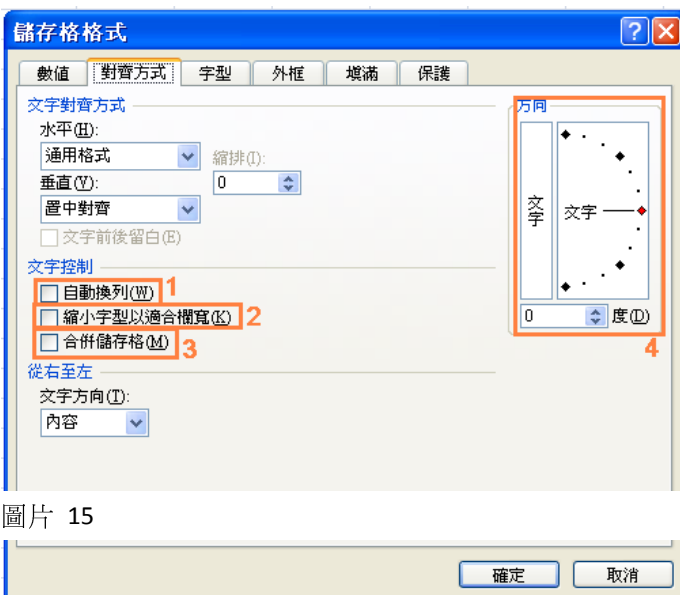 儲存格格式
數值 對齊方式 字型 外框 填滿 保護
文字對齊方式
水平(H):
通用格式
縮排(I):
垂直(V):
0
置中對齊
文字前後留白(E)
文字控制
自動換列(W) 1
縮小字型以適合欄寬(K) 2
合併儲存格(M) 3
從右至左
文字方向(T):
內容
方向
文字
文字
0 度(D)
4
圖片 15
確定 取消